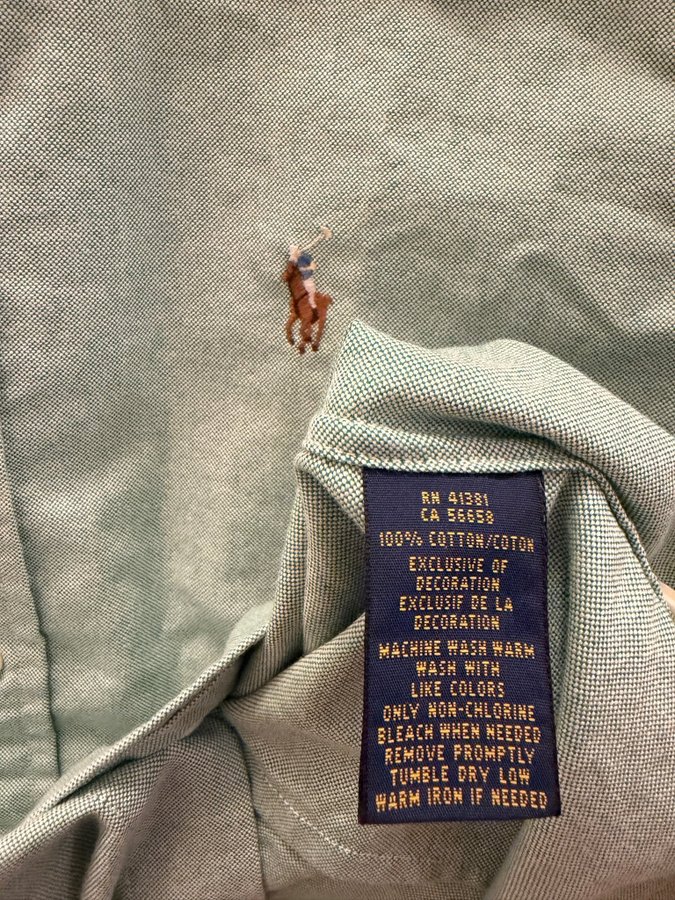 RN 41381
CA 56658
100% COTTON/COTON
EXCLUSIVE OF
DECORATION
EXCLUSIF DE LA
DECORATION
MACHINE WASH WARM
WASH WITH
LIKE COLORS
ONLY NON-CHLORINE
BLEACH WHEN NEEDED
REMOVE PROMPTLY
TUMBLE DRY LOW
WARM IRON IF NEEDED